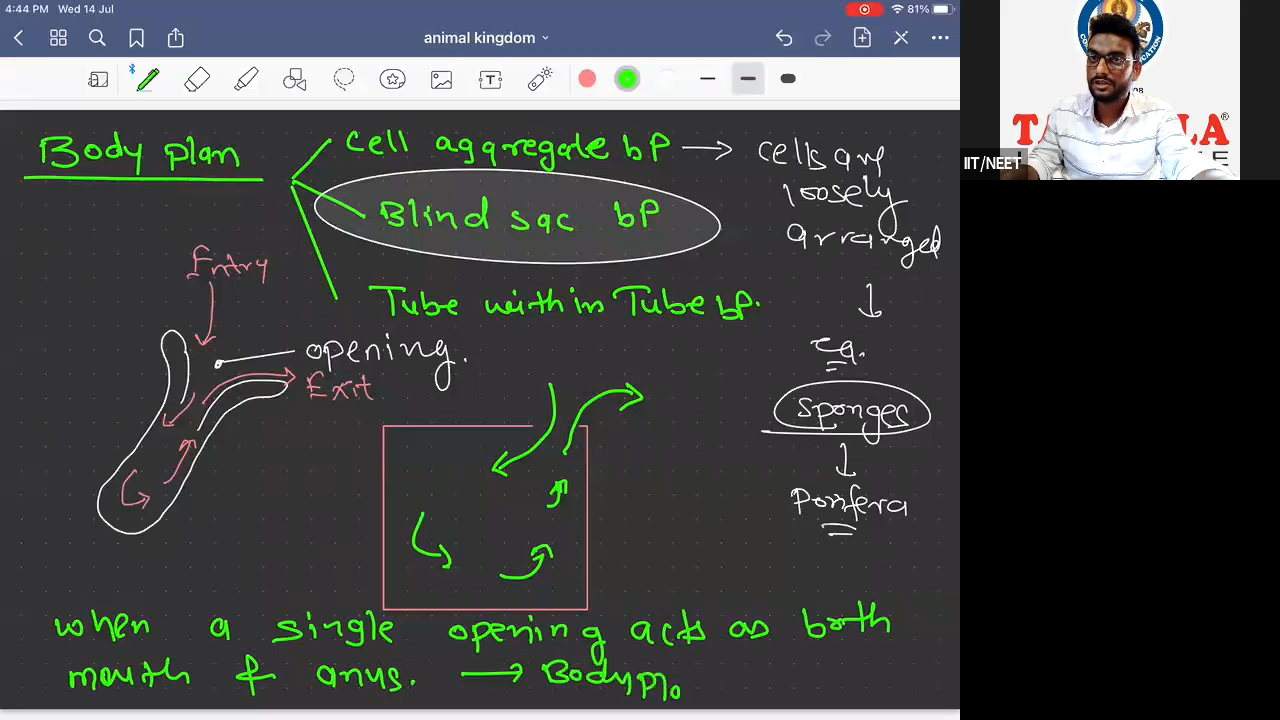 4:44 PM Wed 14 Jul
81%
animal kingdom
Body plan
Cell aggregate bP → cells are
loosely
arranged
Blind sac bP
Tube within Tube bP.
Entry
opening.
Exit
eg.
sponges
Porifera
when a single opening acts as both
mouth & anus. → Body pla
IIT/NEET